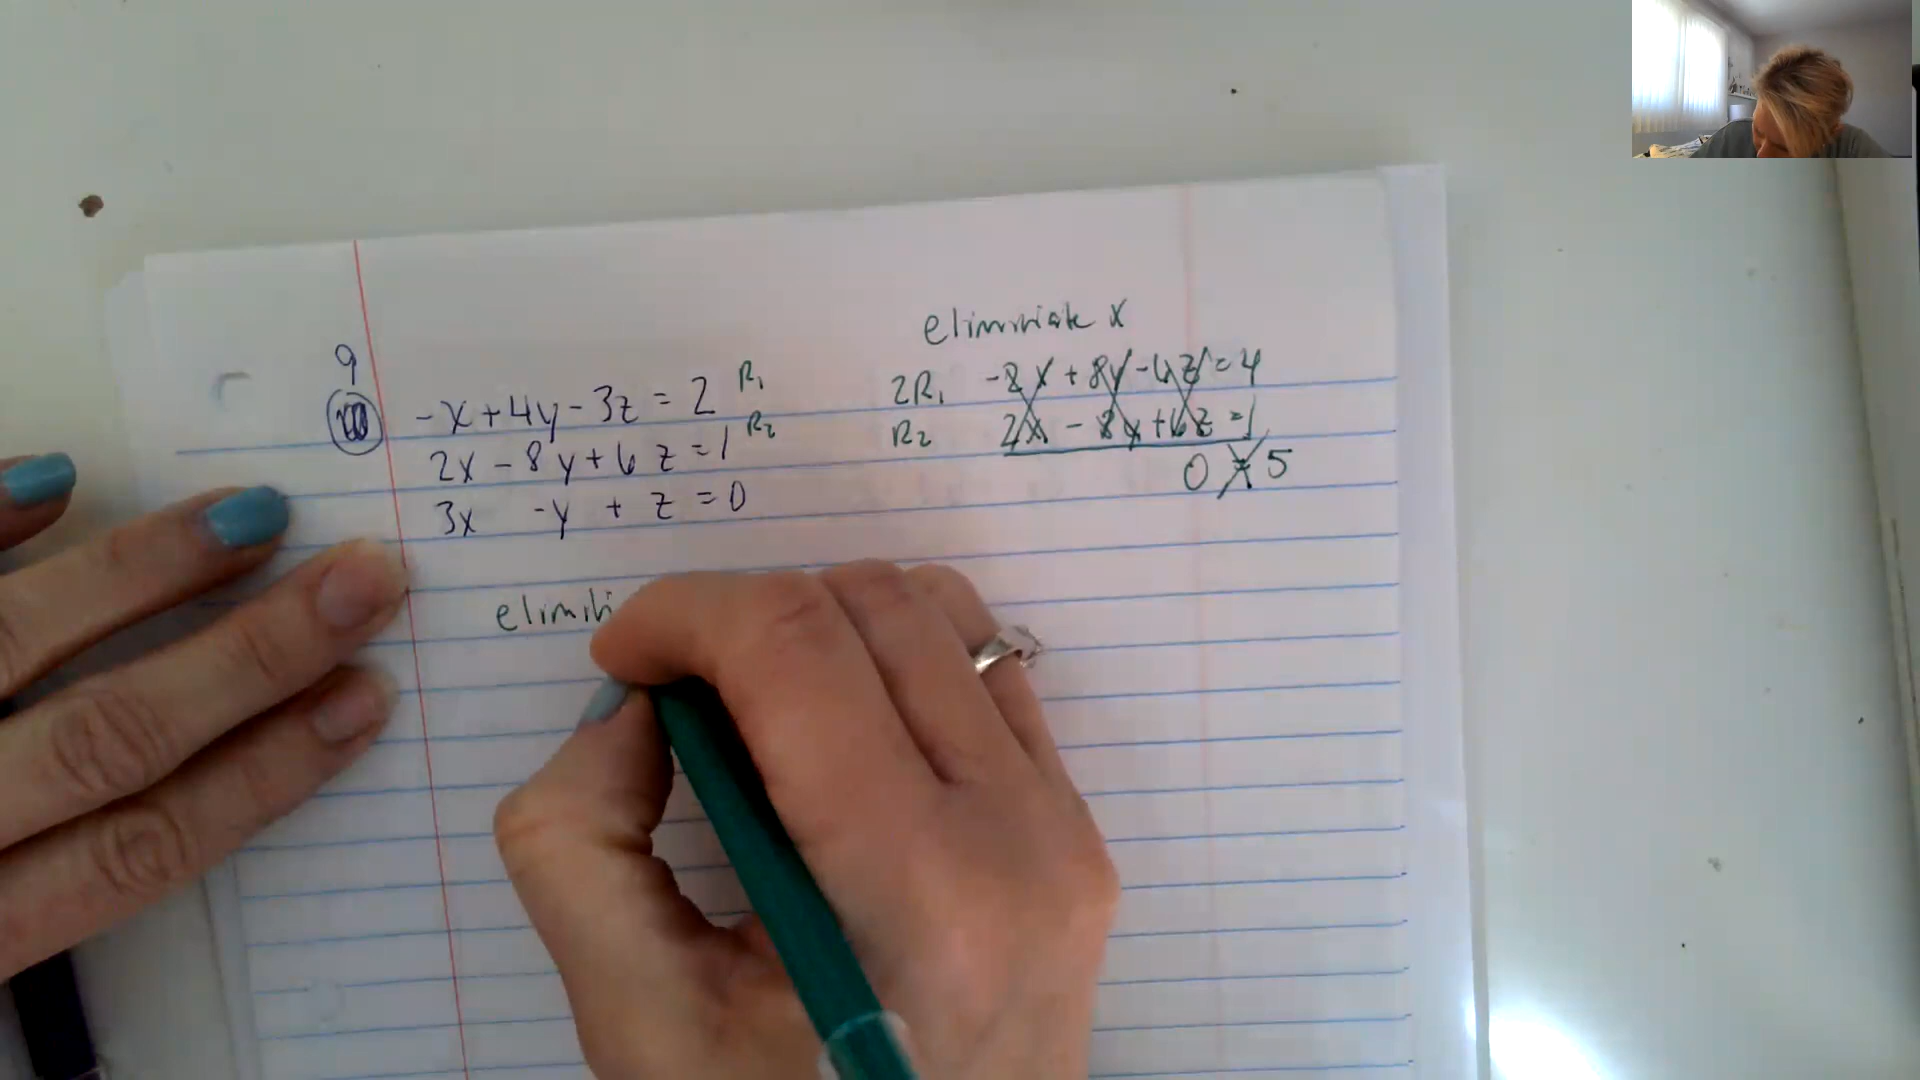 eliminate x
9
-x + 4y - 3z = 2 R1
2x - 8y + 6z = 1 R2
3x - y + z = 0
2R1 -2x + 8y - 6z = 4
R2 2x - 8y + 6z = 1
0 ≠ 5
elimin